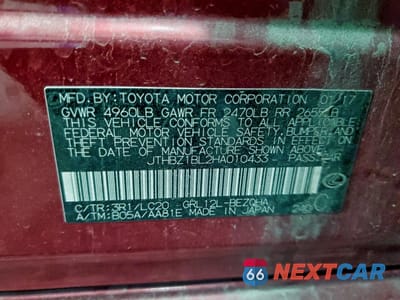 MFD. BY: TOYOTA MOTOR CORPORATION 01/17
GVWR 4960LB GAWR FR 2470LB RR 2655LB
THIS VEHICLE CONFORMS TO ALL APPLICABLE
FEDERAL MOTOR VEHICLE SAFETY, BUMPER AND
THEFT PREVENTION STANDARDS IN EFFECT ON
THE DATE OF MANUFACTURE SHOWN ABOVE.
JTHBZ1BL2HA010433 PASS.CAR
C/TR: 3R1/LC20 GRL12L-BEZQHA
A/TM: B05A/AA81E MADE IN JAPAN
66 NEXTCAR